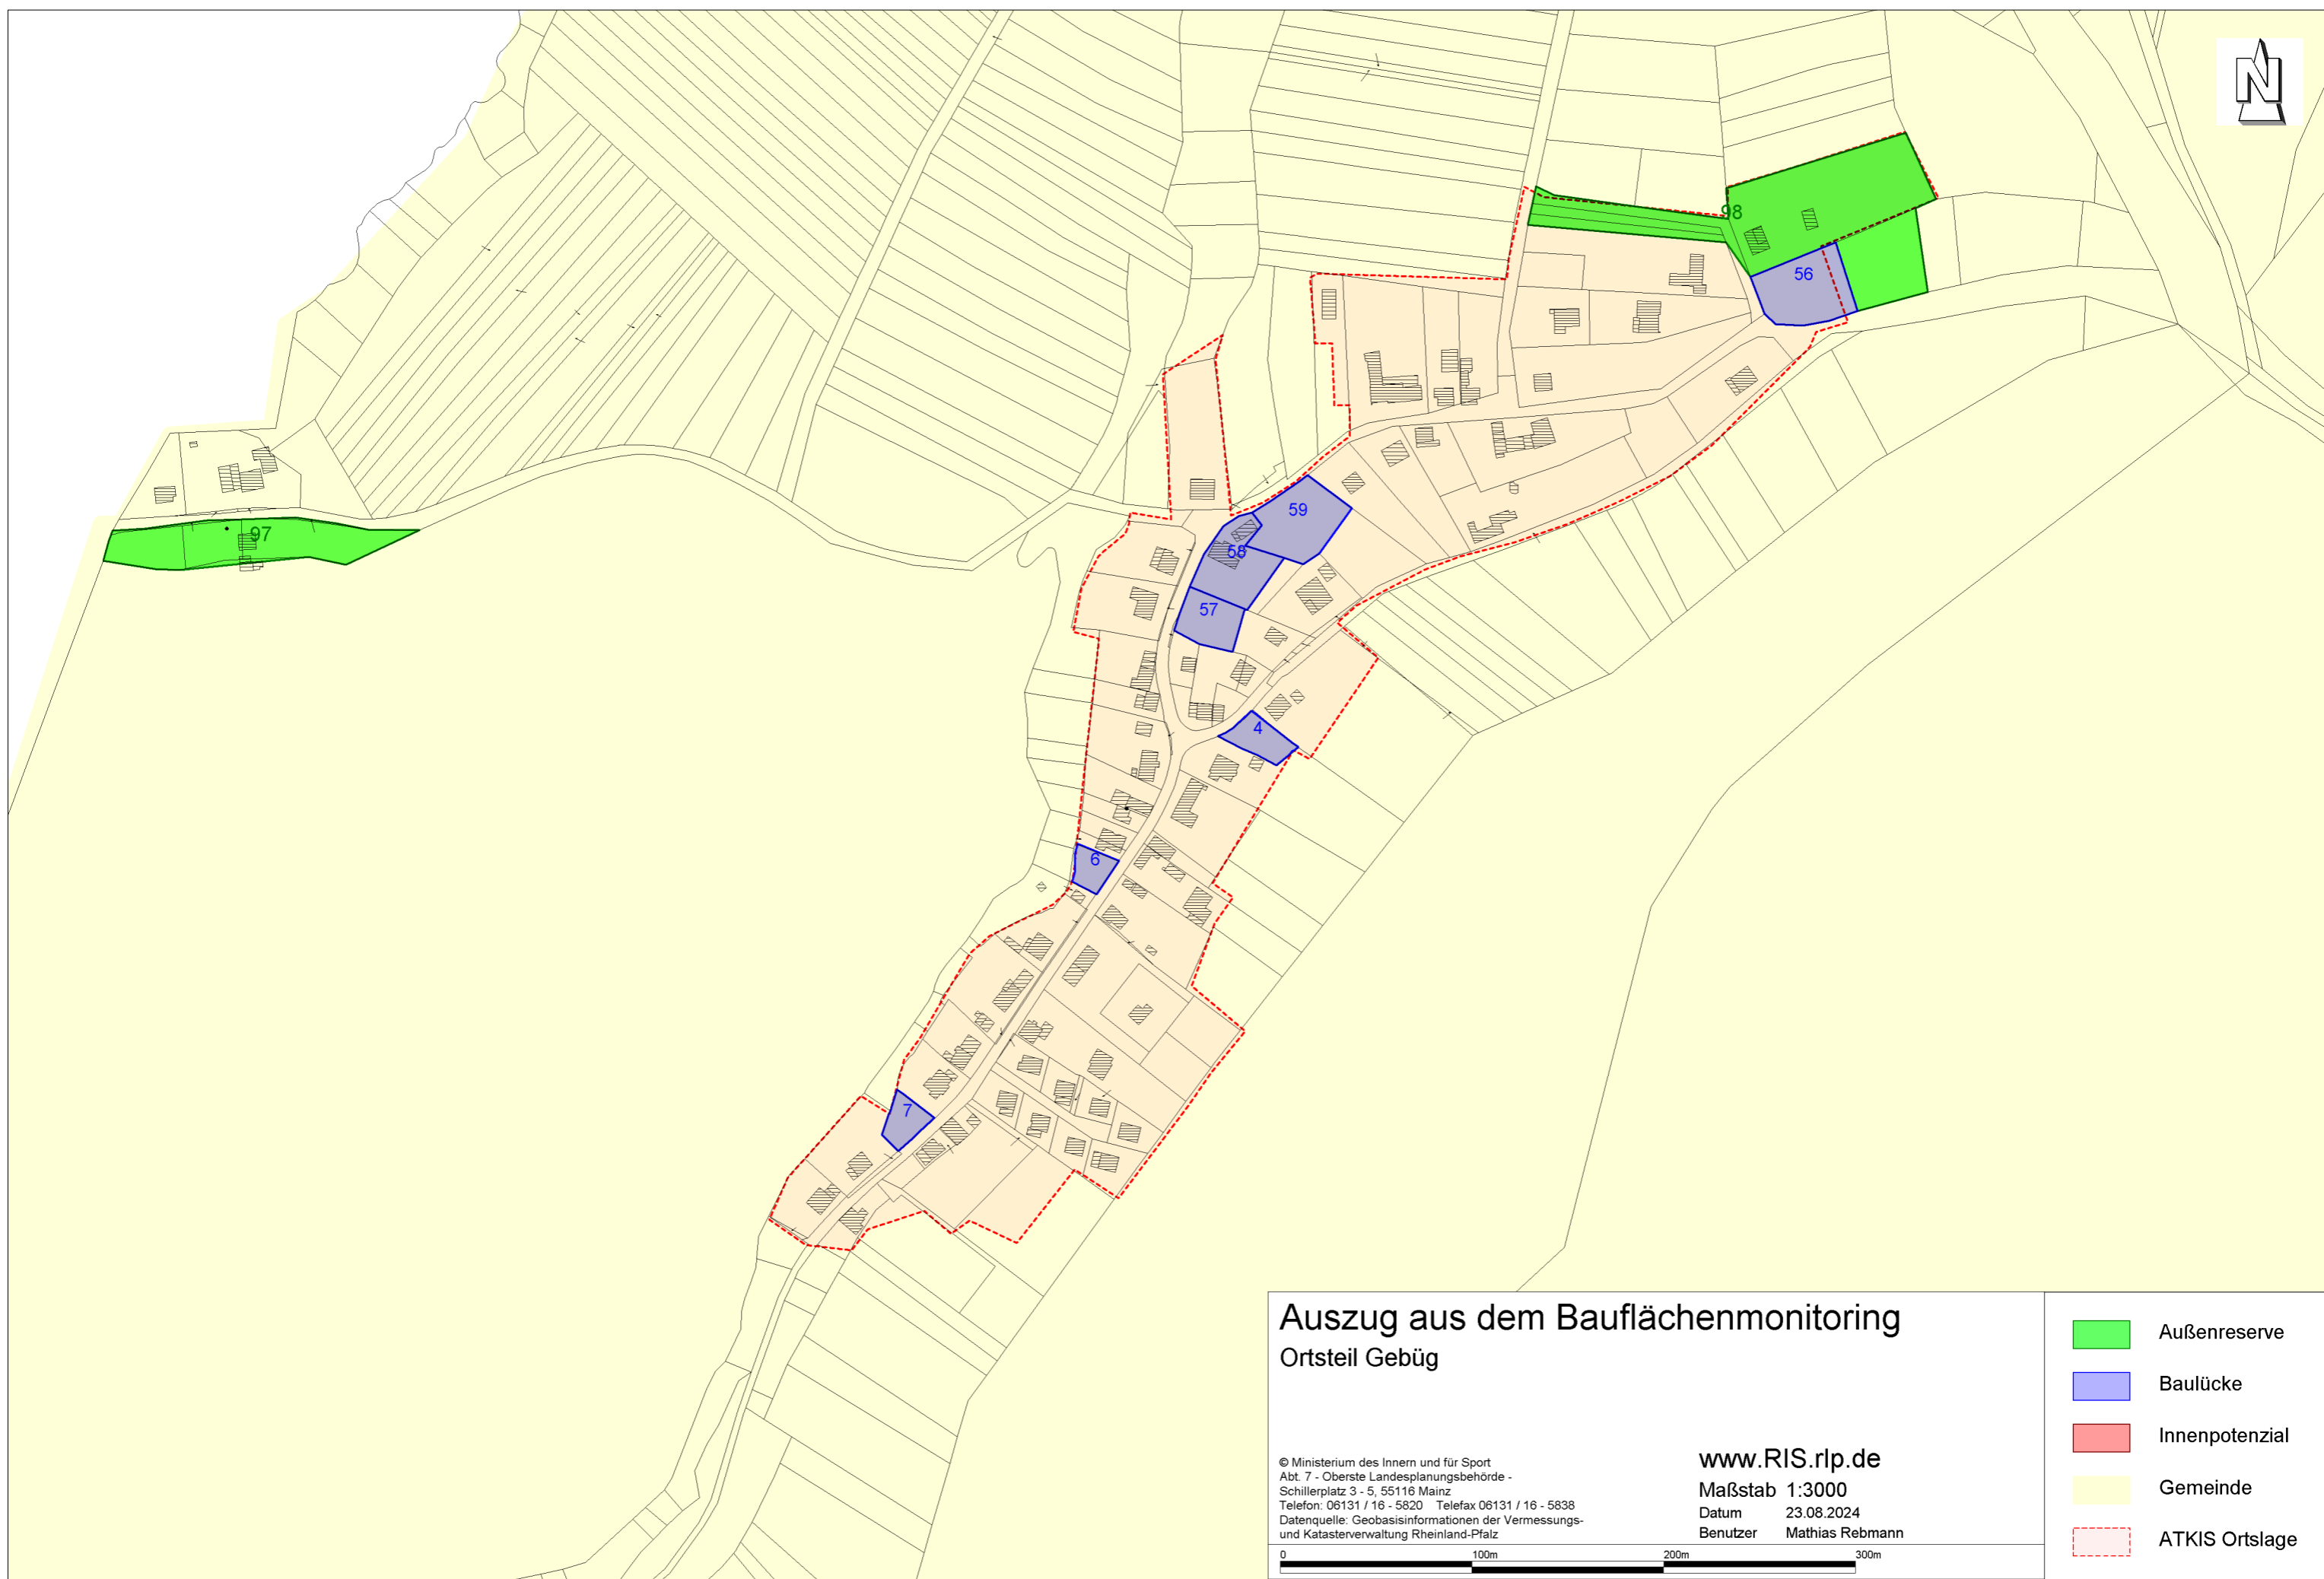 N
98
56
97
59
58
57
4
6
7
Auszug aus dem Bauflächenmonitoring
Ortsteil Gebüg
© Ministerium des Innern und für Sport
Abt. 7 - Oberste Landesplanungsbehörde -
Schillerplatz 3 - 5, 55116 Mainz
Telefon: 06131 / 16 - 5820 Telefax 06131 / 16 - 5838
Datenquelle: Geobasisinformationen der Vermessungs-
und Katasterverwaltung Rheinland-Pfalz
www.RIS.rlp.de
Maßstab 1:3000
Datum 23.08.2024
Benutzer Mathias Rebmann
0 100m 200m 300m
Außenreserve
Baulücke
Innenpotenzial
Gemeinde
ATKIS Ortslage